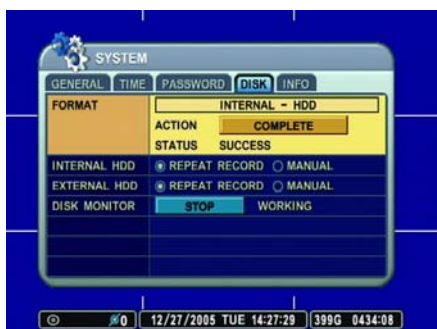 SYSTEM
GENERAL TIME PASSWORD DISK INFO
FORMAT INTERNAL - HDD
ACTION COMPLETE
STATUS SUCCESS
INTERNAL HDD REPEAT RECORD MANUAL
EXTERNAL HDD REPEAT RECORD MANUAL
DISK MONITOR STOP WORKING
0 12/27/2005 TUE 14:27:29 399G 0434:08